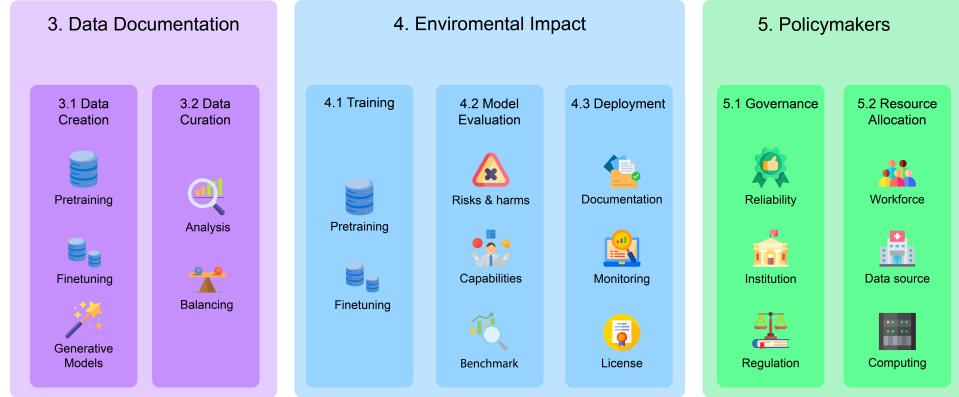 3. Data Documentation
3.1 Data
Creation
Pretraining
Finetuning
Generative
Models
3.2 Data
Curation
Analysis
Balancing
4. Enviromental Impact
4.1 Training
Pretraining
Finetuning
4.2 Model
Evaluation
Risks & harms
Capabilities
Benchmark
4.3 Deployment
Documentation
Monitoring
License
5. Policymakers
5.1 Governance
Reliability
Institution
Regulation
5.2 Resource
Allocation
Workforce
Data source
Computing